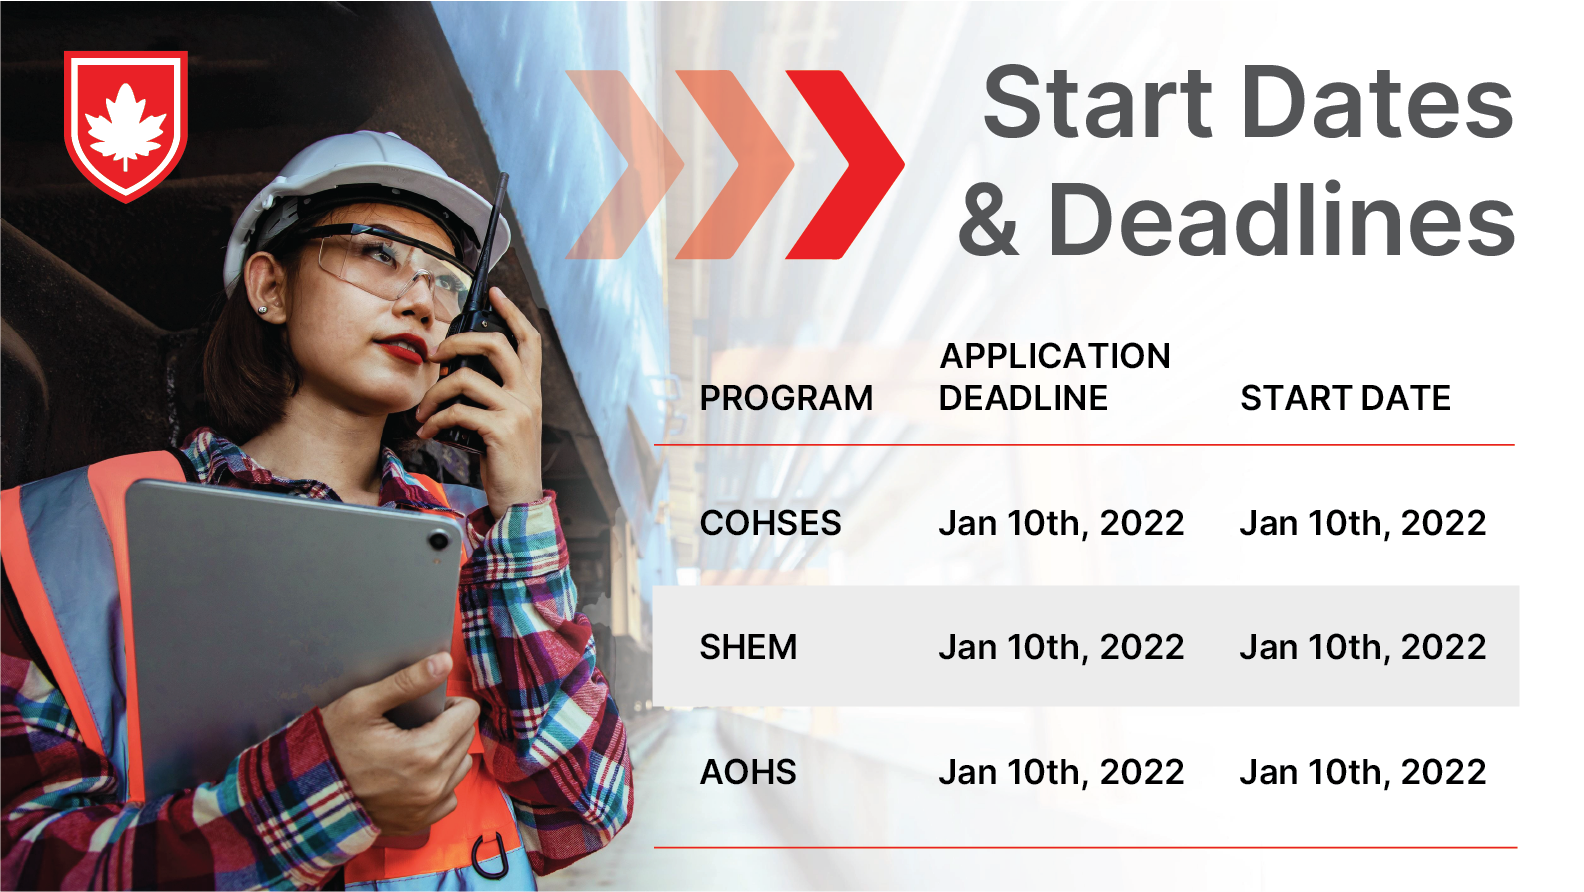 Start Dates
& Deadlines
PROGRAM APPLICATION DEADLINE START DATE
COHSES Jan 10th, 2022 Jan 10th, 2022
SHEM Jan 10th, 2022 Jan 10th, 2022
AOHS Jan 10th, 2022 Jan 10th, 2022